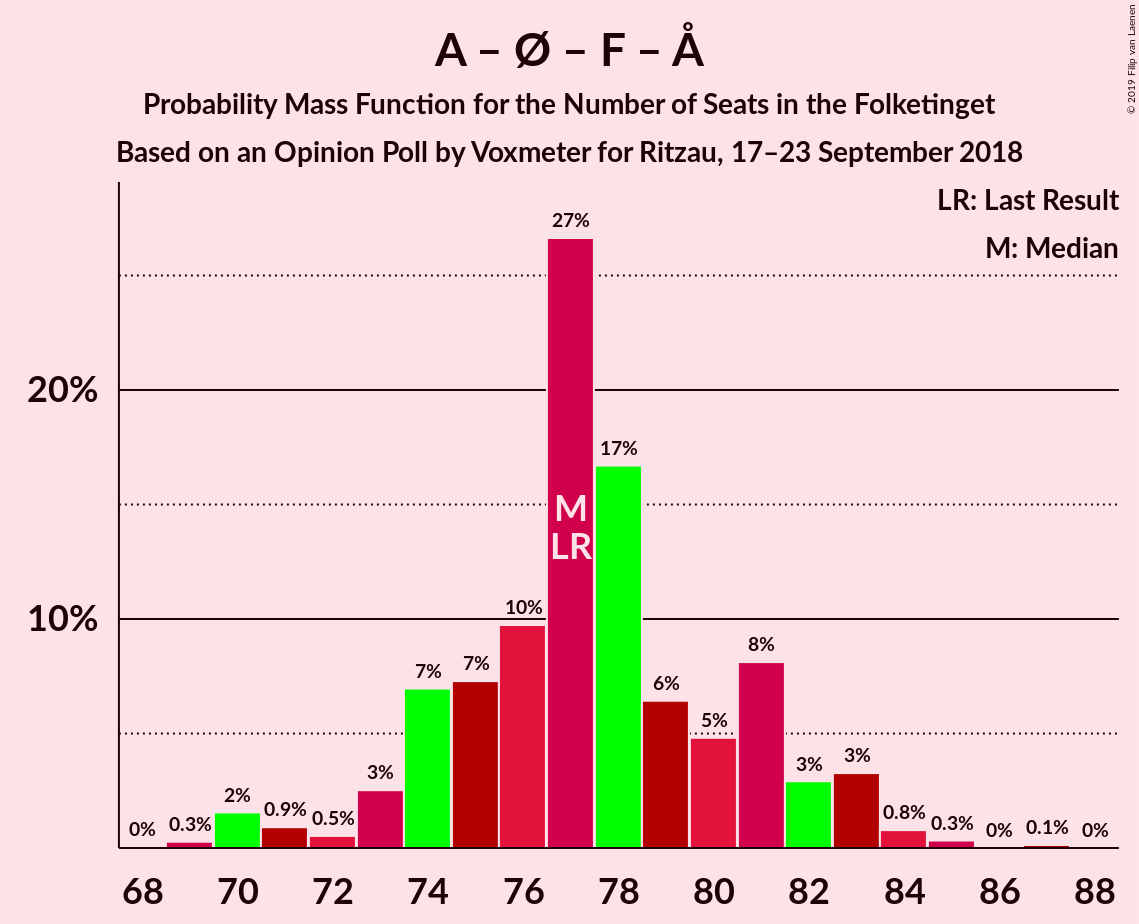 A – Ø – F – Å
Probability Mass Function for the Number of Seats in the Folketinget
Based on an Opinion Poll by Voxmeter for Ritzau, 17–23 September 2018
© 2019 Filip van Laenen
LR: Last Result
M: Median
20%
10%
0%
0.3%
2%
0.9%
0.5%
3%
7%
7%
10%
27%
17%
6%
5%
8%
3%
3%
0.8%
0.3%
0%
0.1%
0%
M
LR
68 70 72 74 76 78 80 82 84 86 88